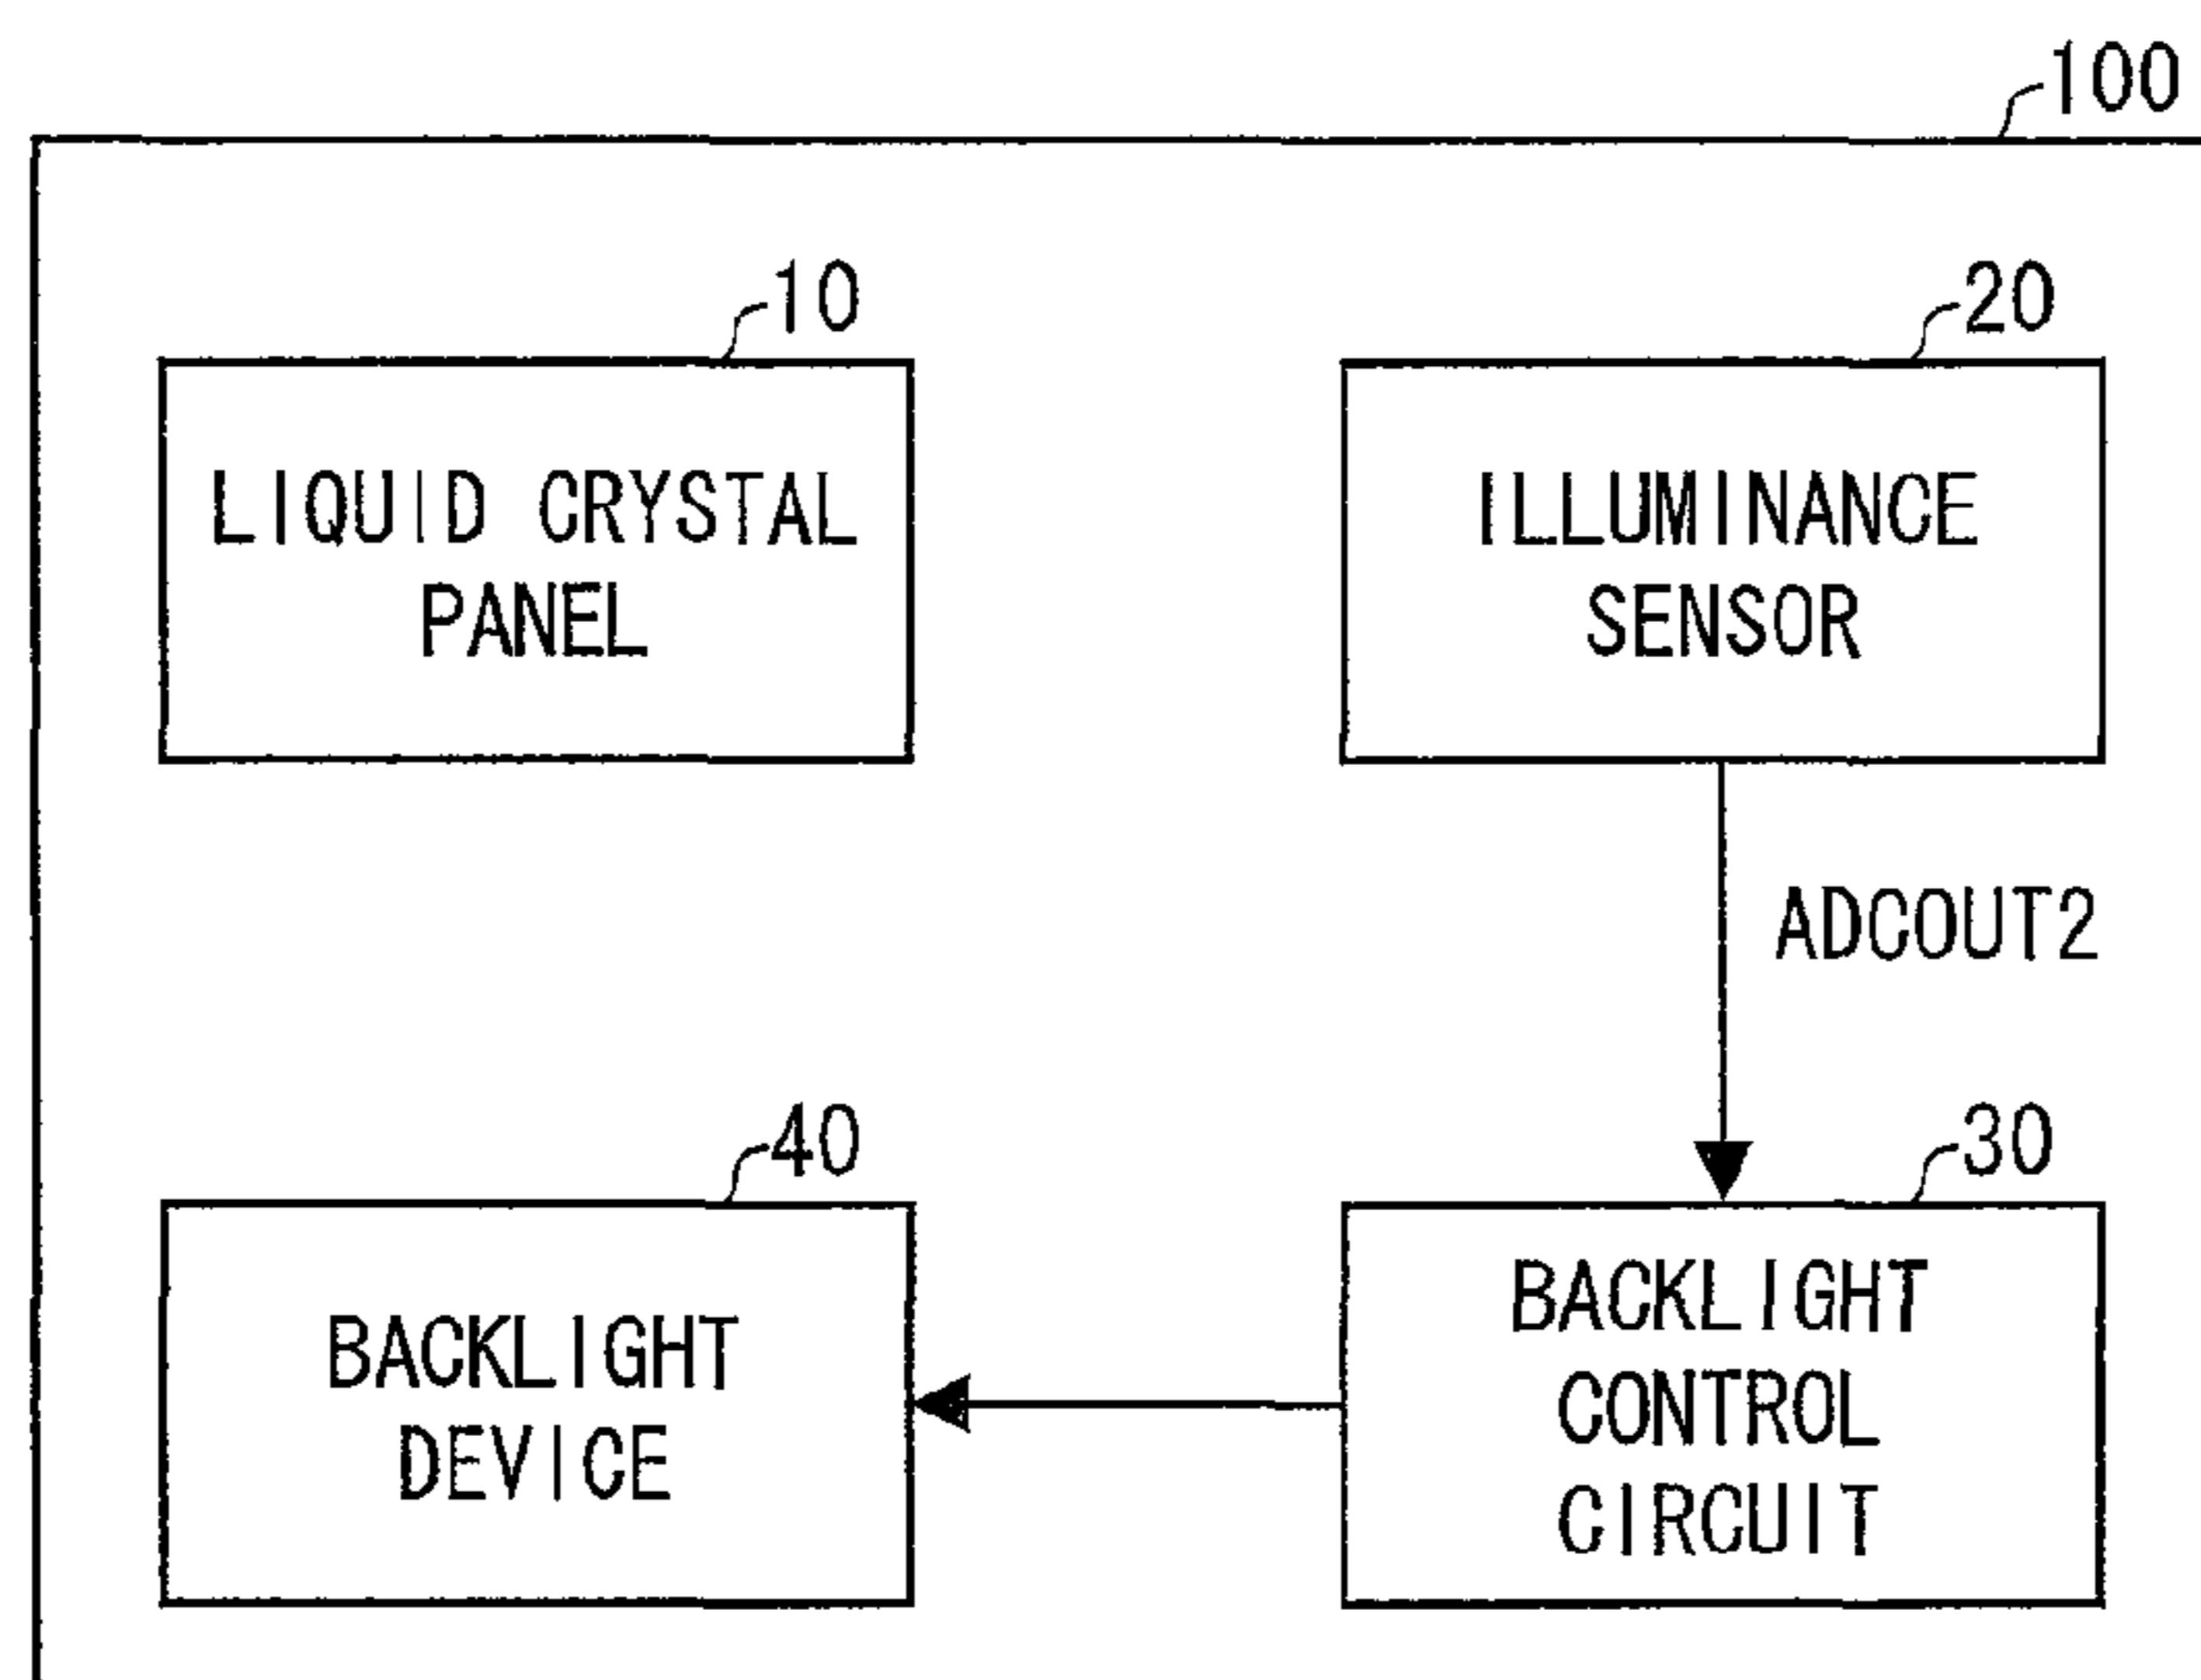 100
10
20
LIQUID CRYSTAL
PANEL
ILLUMINANCE
SENSOR
ADCOUT2
40
30
BACKLIGHT
DEVICE
BACKLIGHT
CONTROL
CIRCUIT